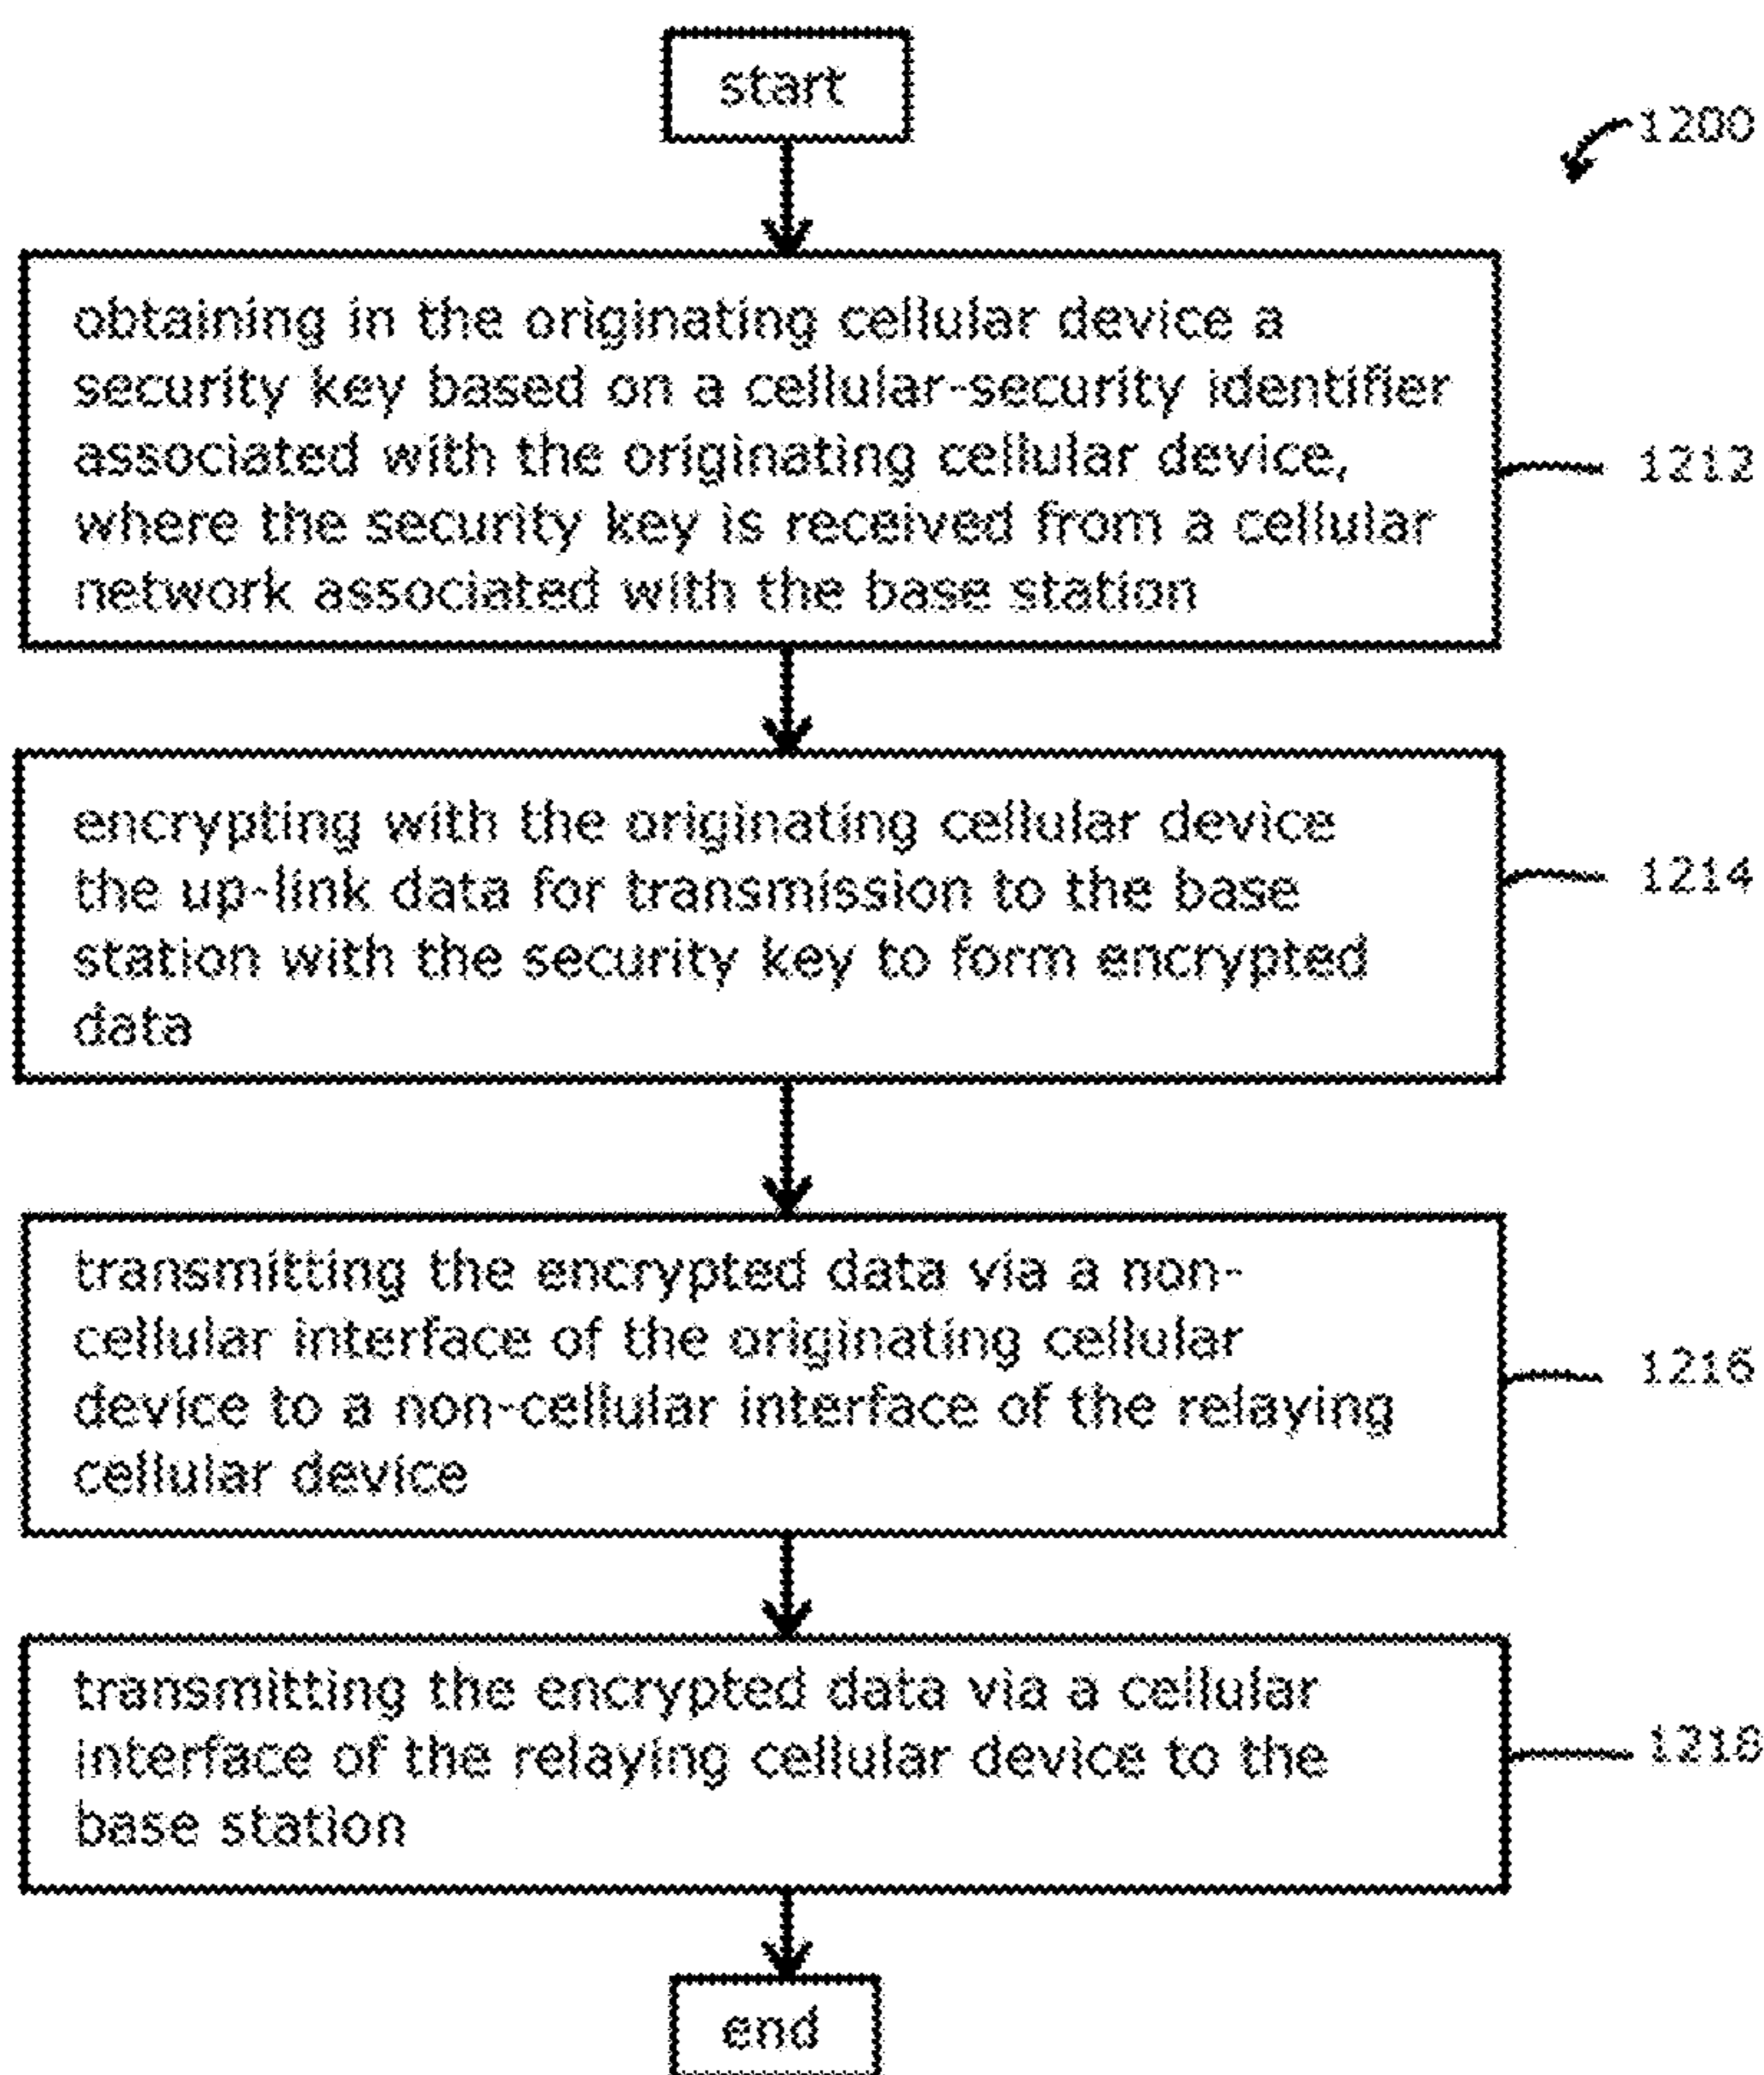 start
1200
obtaining in the originating cellular device a
security key based on a cellular-security identifier
associated with the originating cellular device,
where the security key is received from a cellular
network associated with the base station
1212
encrypting with the originating cellular device
the up-link data for transmission to the base
station with the security key to form encrypted
data
1214
transmitting the encrypted data via a non-
cellular interface of the originating cellular
device to a non-cellular interface of the relaying
cellular device
1216
transmitting the encrypted data via a cellular
interface of the relaying cellular device to the
base station
1218
end